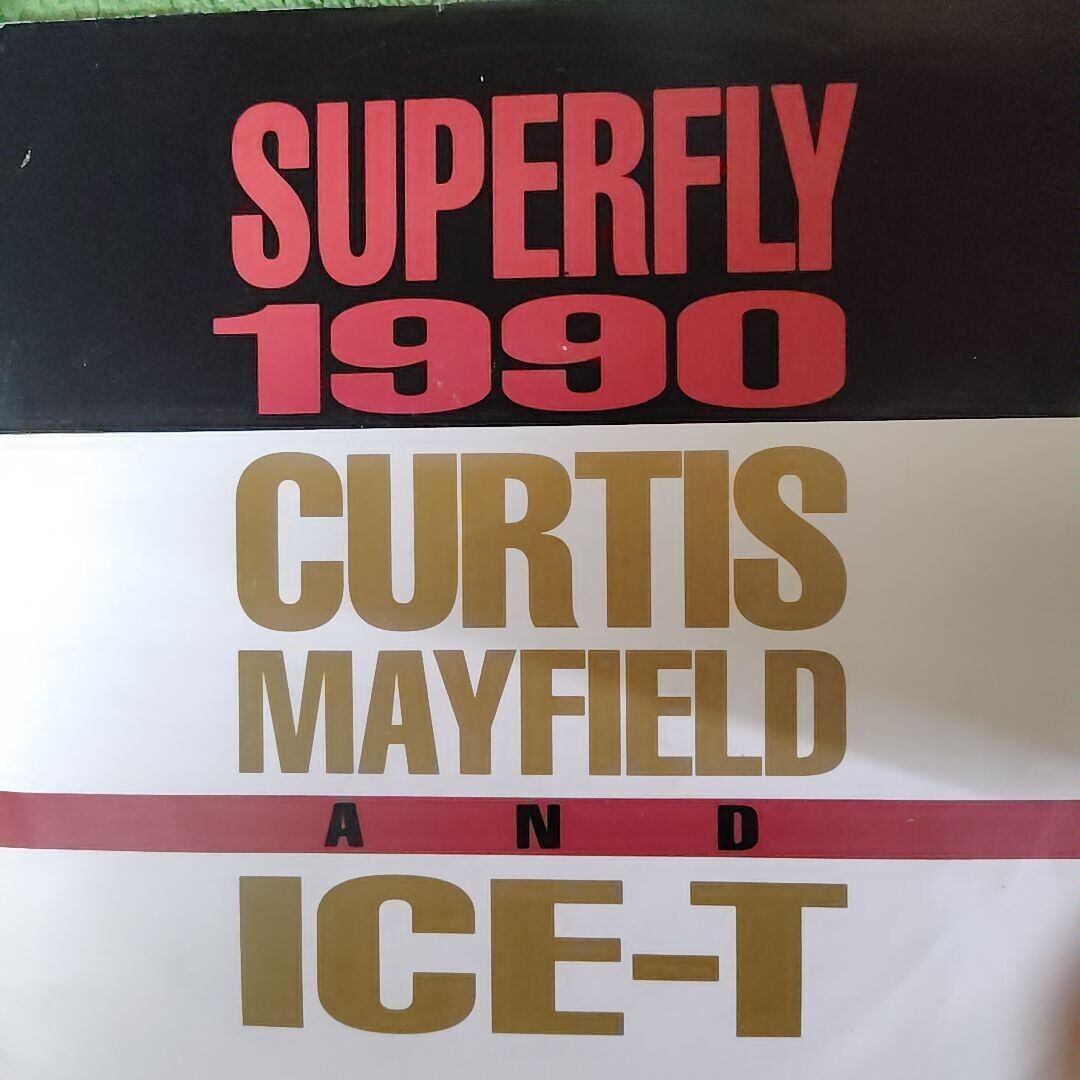 SUPERFLY
1990
CURTIS
MAYFIELD
AND
ICE-T